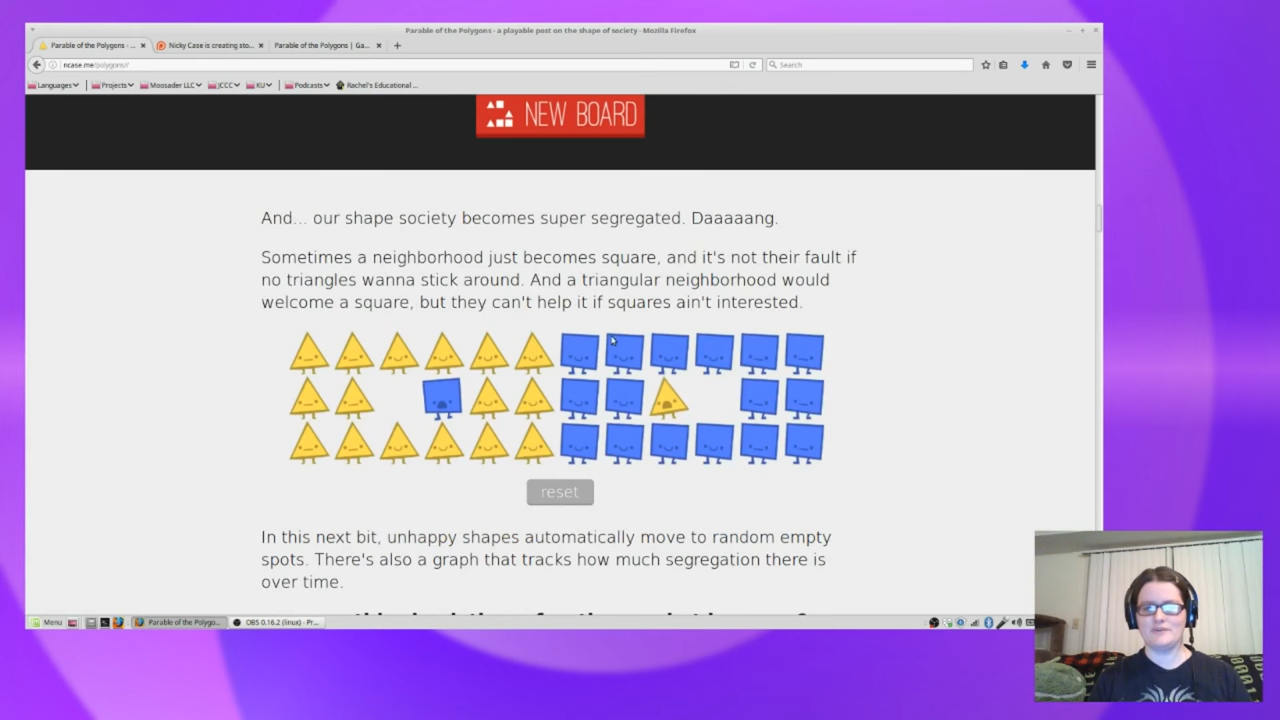 Parable of the Polygons - a playable post on the shape of society - Mozilla Firefox
Parable of the Polygons - ... Nicky Case is creating sto... Parable of the Polygons | Ga...
ncase.me/polygons// Search
Languages Projects Moosader LLC JCCC KU Podcasts Rachel's Educational ...
NEW BOARD
And... our shape society becomes super segregated. Daaaaang.
Sometimes a neighborhood just becomes square, and it's not their fault if
no triangles wanna stick around. And a triangular neighborhood would
welcome a square, but they can't help it if squares ain't interested.
reset
In this next bit, unhappy shapes automatically move to random empty
spots. There's also a graph that tracks how much segregation there is
over time.
Menu Parable of the Polygo... OBS 0.16.2 (linux) - Pr...